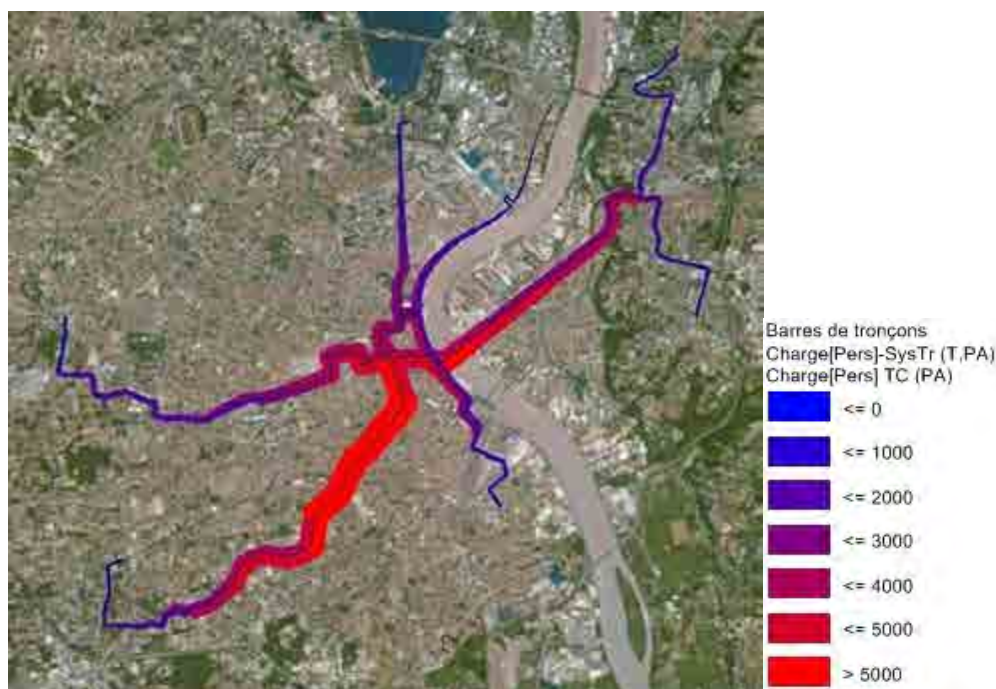 Barres de tronçons
Charge[Pers]-SysTr (T,PA)
Charge[Pers] TC (PA)
<= 0
<= 1000
<= 2000
<= 3000
<= 4000
<= 5000
> 5000